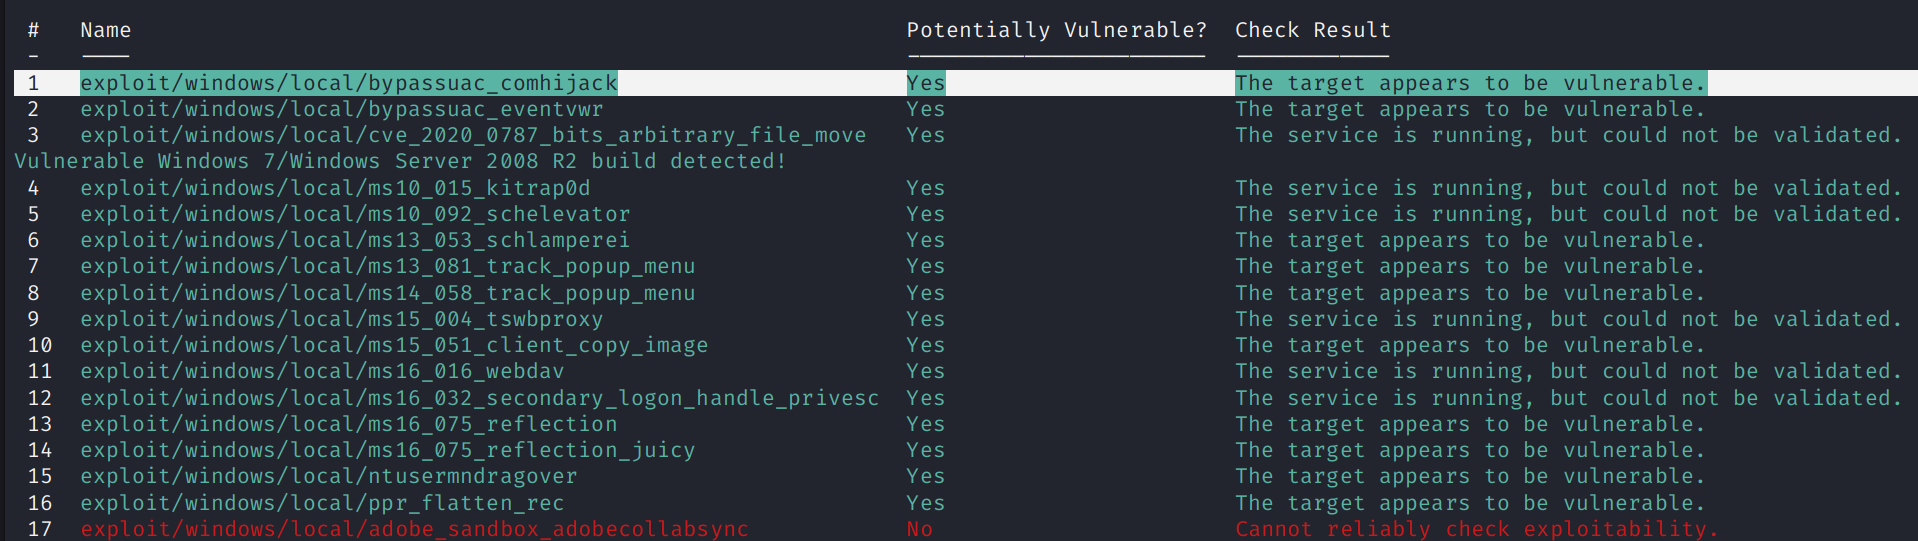 # Name Potentially Vulnerable? Check Result
- ---- ----------------------- ------------
1 exploit/windows/local/bypassuac_comhijack Yes The target appears to be vulnerable.
2 exploit/windows/local/bypassuac_eventvwr Yes The target appears to be vulnerable.
3 exploit/windows/local/cve_2020_0787_bits_arbitrary_file_move Yes The service is running, but could not be validated.
Vulnerable Windows 7/Windows Server 2008 R2 build detected!
4 exploit/windows/local/ms10_015_kitrap0d Yes The service is running, but could not be validated.
5 exploit/windows/local/ms10_092_schelevator Yes The service is running, but could not be validated.
6 exploit/windows/local/ms13_053_schlamperei Yes The target appears to be vulnerable.
7 exploit/windows/local/ms13_081_track_popup_menu Yes The target appears to be vulnerable.
8 exploit/windows/local/ms14_058_track_popup_menu Yes The target appears to be vulnerable.
9 exploit/windows/local/ms15_004_tswbproxy Yes The service is running, but could not be validated.
10 exploit/windows/local/ms15_051_client_copy_image Yes The target appears to be vulnerable.
11 exploit/windows/local/ms16_016_webdav Yes The service is running, but could not be validated.
12 exploit/windows/local/ms16_032_secondary_logon_handle_privesc Yes The service is running, but could not be validated.
13 exploit/windows/local/ms16_075_reflection Yes The target appears to be vulnerable.
14 exploit/windows/local/ms16_075_reflection_juicy Yes The target appears to be vulnerable.
15 exploit/windows/local/ntusermndragover Yes The target appears to be vulnerable.
16 exploit/windows/local/ppr_flatten_rec Yes The target appears to be vulnerable.
17 exploit/windows/local/adobe_sandbox_adobecollabsync No Cannot reliably check exploitability.